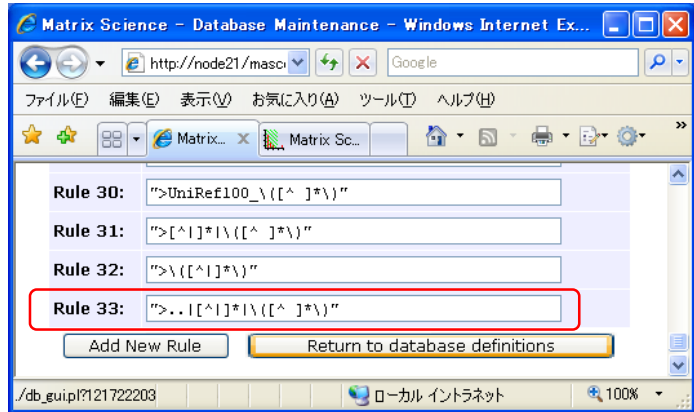 Matrix Science - Database Maintenance - Windows Internet Ex...
http://node21/masc
Google
ファイル(F) 編集(E) 表示(V) お気に入り(A) ツール(T) ヘルプ(H)
Matrix... Matrix Sc...
Rule 30: ">UniRef100_\([^ ]*\)"
Rule 31: ">[^|]*|\([^ ]*\)"
Rule 32: ">\([^|]*\)"
Rule 33: ">..|[^|]*|\([^ ]*\)"
Add New Rule Return to database definitions
./db_gui.pl?121722203 ローカル イントラネット 100%